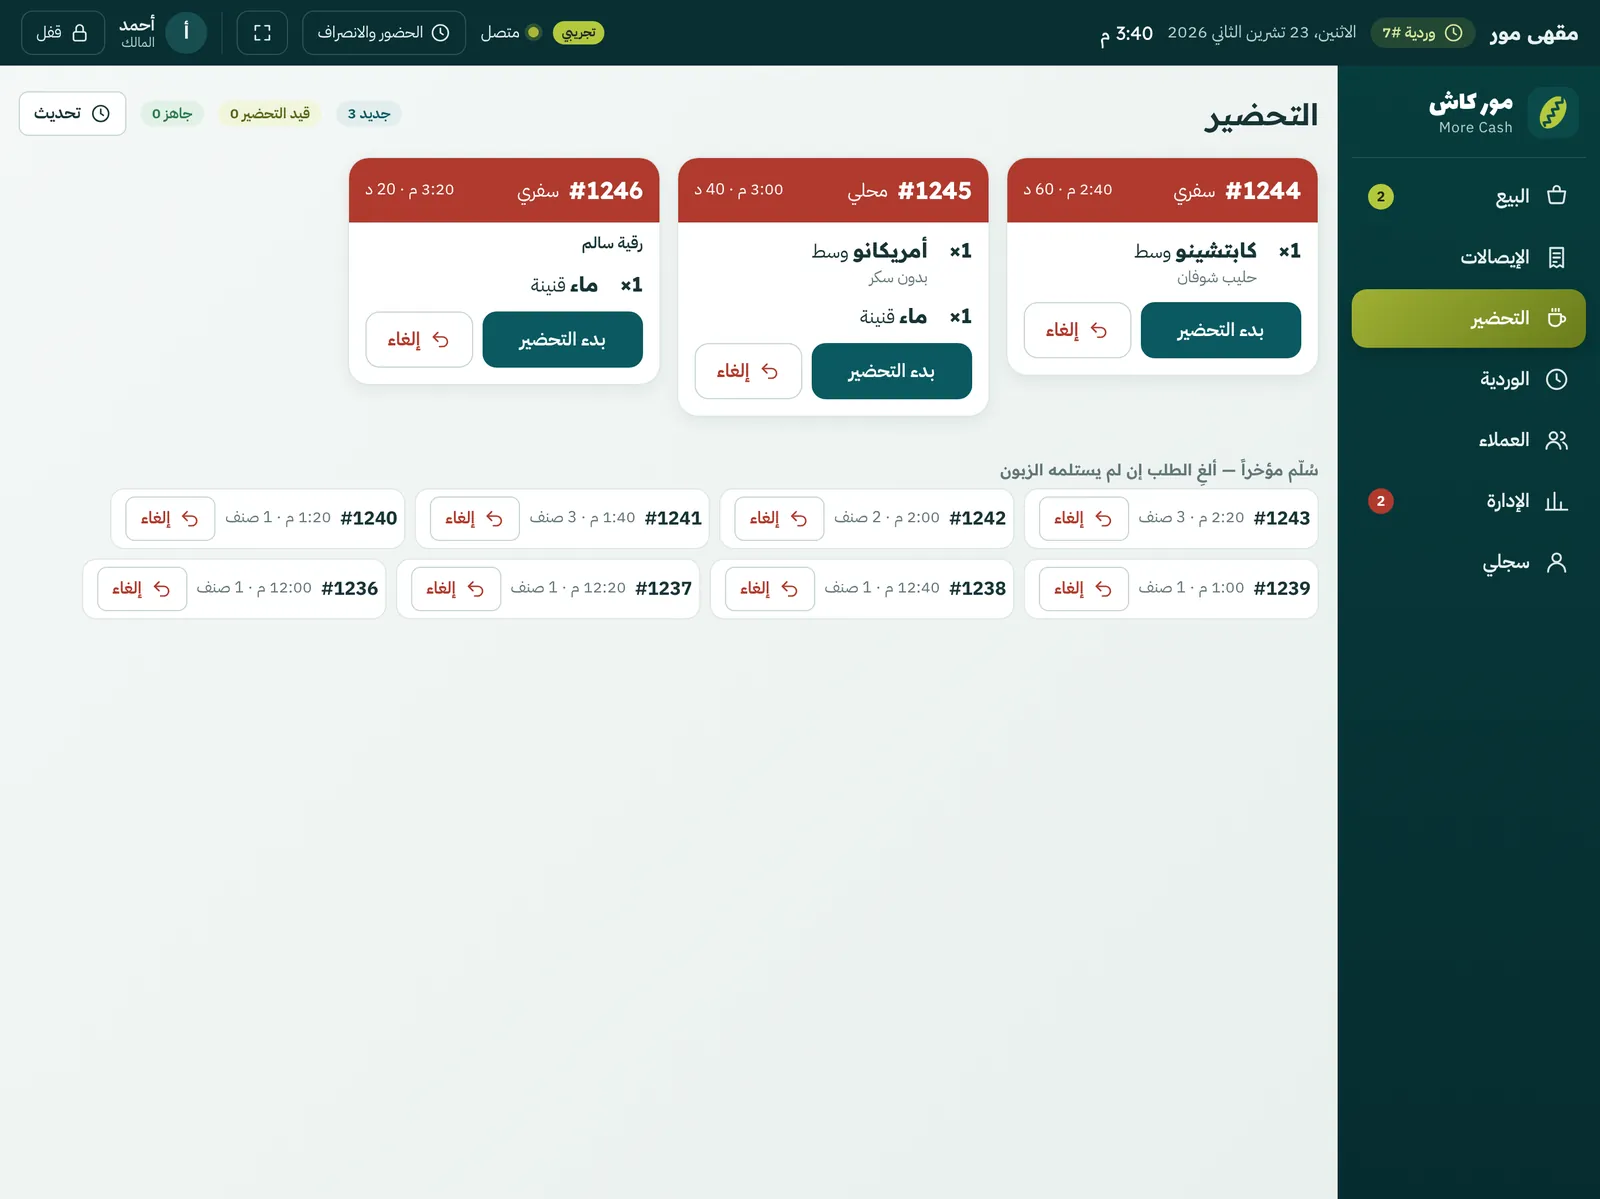 مقهى مور
وردية #7
الاثنين، 23 تشرين الثاني 2026
3:40 م
تجريبي
متصل
الحضور والانصراف
أ
أحمد
المالك
قفل
مور كاش
More Cash
البيع 2
الإيصالات
التحضير
الوردية
العملاء
الإدارة 2
سجلي
التحضير
جديد 3
قيد التحضير 0
جاهز 0
تحديث
#1244 سفري 2:40 م · 60 د
1× كابتشينو وسط
حليب شوفان
بدء التحضير
إلغاء
#1245 محلي 3:00 م · 40 د
1× أمريكانو وسط
بدون سكر
1× ماء قنينة
بدء التحضير
إلغاء
#1246 سفري 3:20 م · 20 د
رقية سالم
1× ماء قنينة
بدء التحضير
إلغاء
سُلّم مؤخراً — ألغِ الطلب إن لم يستلمه الزبون
#1243 2:20 م · 3 صنف إلغاء
#1242 2:00 م · 2 صنف إلغاء
#1241 1:40 م · 3 صنف إلغاء
#1240 1:20 م · 1 صنف إلغاء
#1239 1:00 م · 1 صنف إلغاء
#1238 12:40 م · 1 صنف إلغاء
#1237 12:20 م · 1 صنف إلغاء
#1236 12:00 م · 1 صنف إلغاء